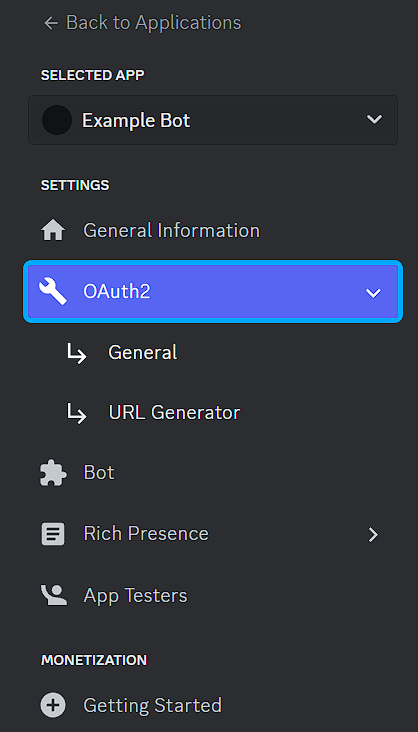 ← Back to Applications
SELECTED APP
Example Bot
SETTINGS
General Information
OAuth2
General
URL Generator
Bot
Rich Presence
App Testers
MONETIZATION
Getting Started